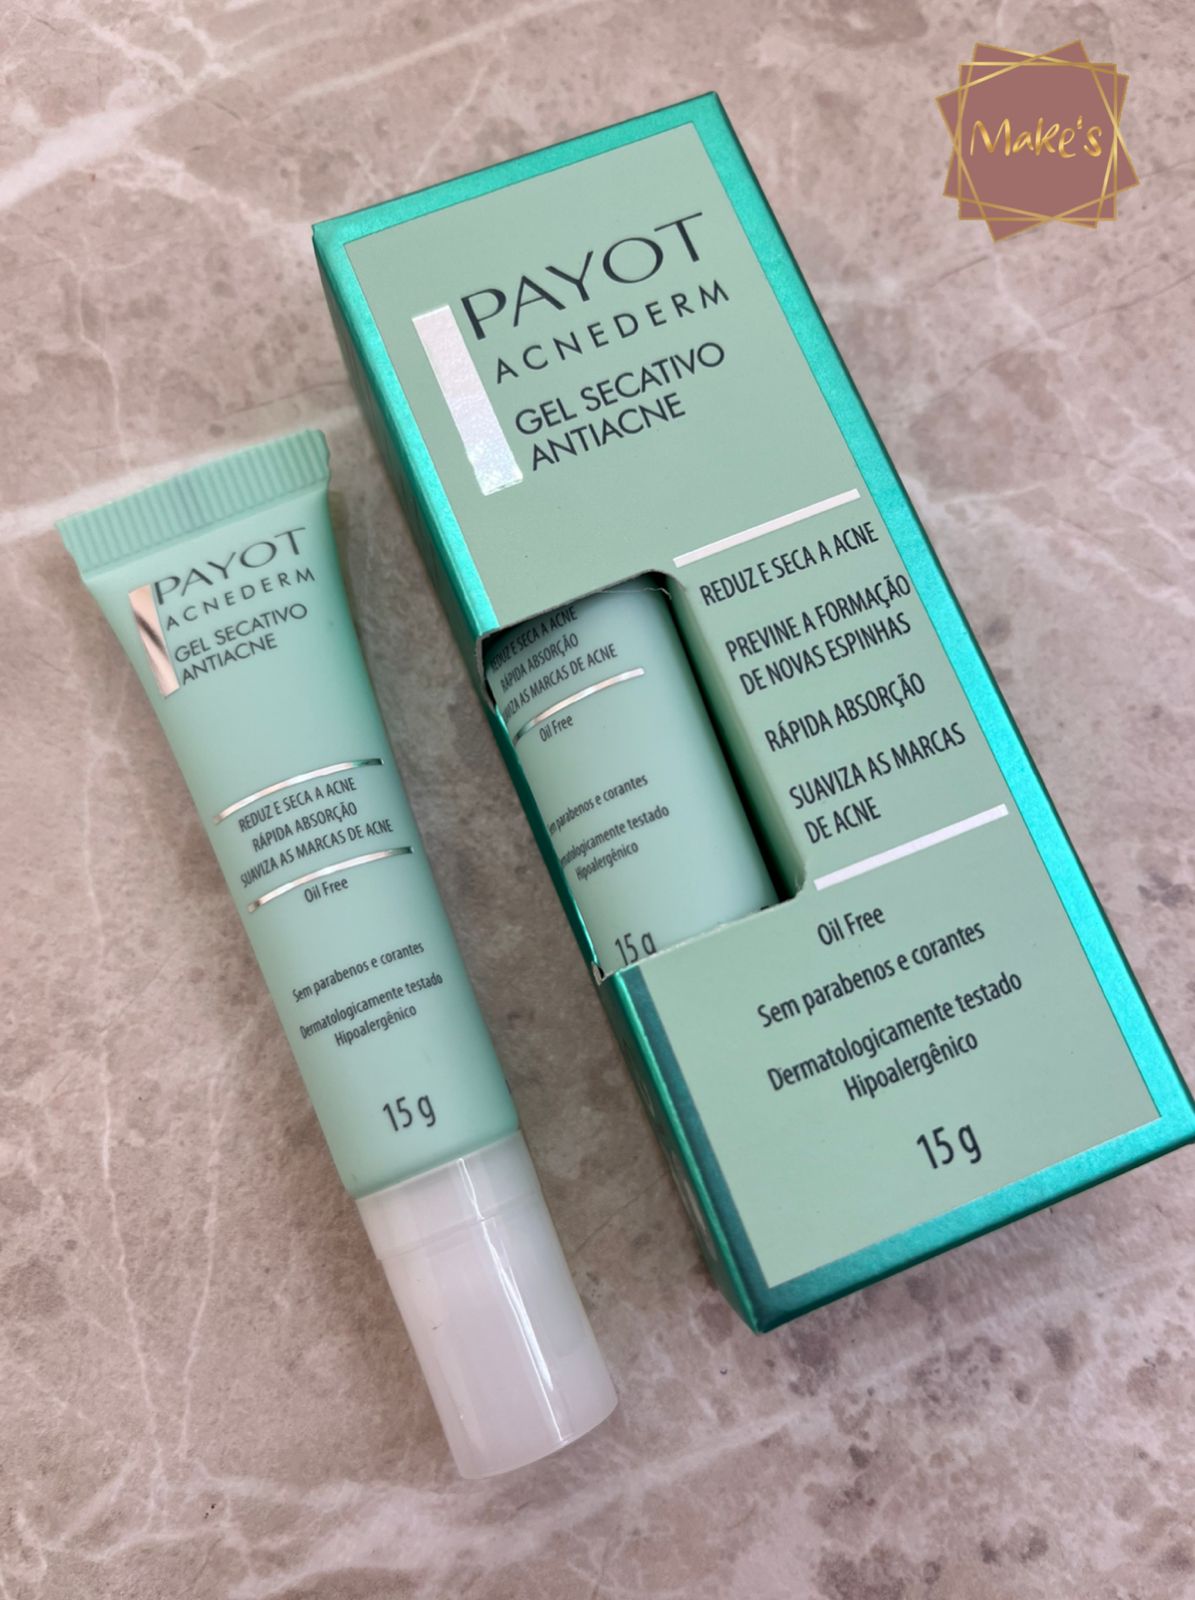 Make's
PAYOT
ACNEDERM
GEL SECATIVO
ANTIACNE
REDUZ E SECA A ACNE
PREVINE A FORMAÇÃO
DE NOVAS ESPINHAS
RÁPIDA ABSORÇÃO
SUAVIZA AS MARCAS
DE ACNE
Oil Free
Sem parabenos e corantes
Dermatologicamente testado
Hipoalergênico
15 g
REDUZ E SECA A ACNE
RÁPIDA ABSORÇÃO
AS MARCAS DE ACNE
Oil Free
parabenos e corantes
testado
Hipoalergênico
15 g
PAYOT
ACNEDERM
GEL SECATIVO
ANTIACNE
REDUZ E SECA A ACNE
RÁPIDA ABSORÇÃO
SUAVIZA AS MARCAS DE ACNE
Oil Free
Sem parabenos e corantes
Dermatologicamente testado
Hipoalergênico
15 g